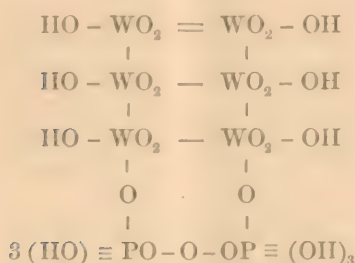 HO – WO₂ = WO₂ – OH
HO – WO₂ — WO₂ – OH
HO – WO₂ — WO₂ – OH
O O
3 (HO) ≡ PO – O – OP ≡ (OH)₃